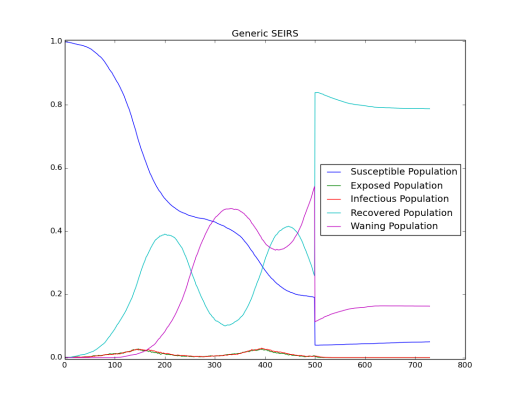 Generic SEIRS
1.0
0.8
0.6
0.4
0.2
0.0
Susceptible Population
Exposed Population
Infectious Population
Recovered Population
Waning Population
0 100 200 300 400 500 600 700 800